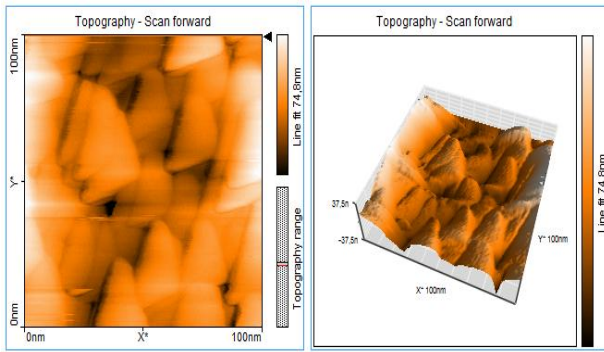 Topography - Scan forward
100nm
Y*
0nm
0nm
X*
100nm
Line fit 74,8nm
Topography range
Topography - Scan forward
37,5n
-37,5n
X* 100nm
Y* 100nm
Line fit 74,8nm